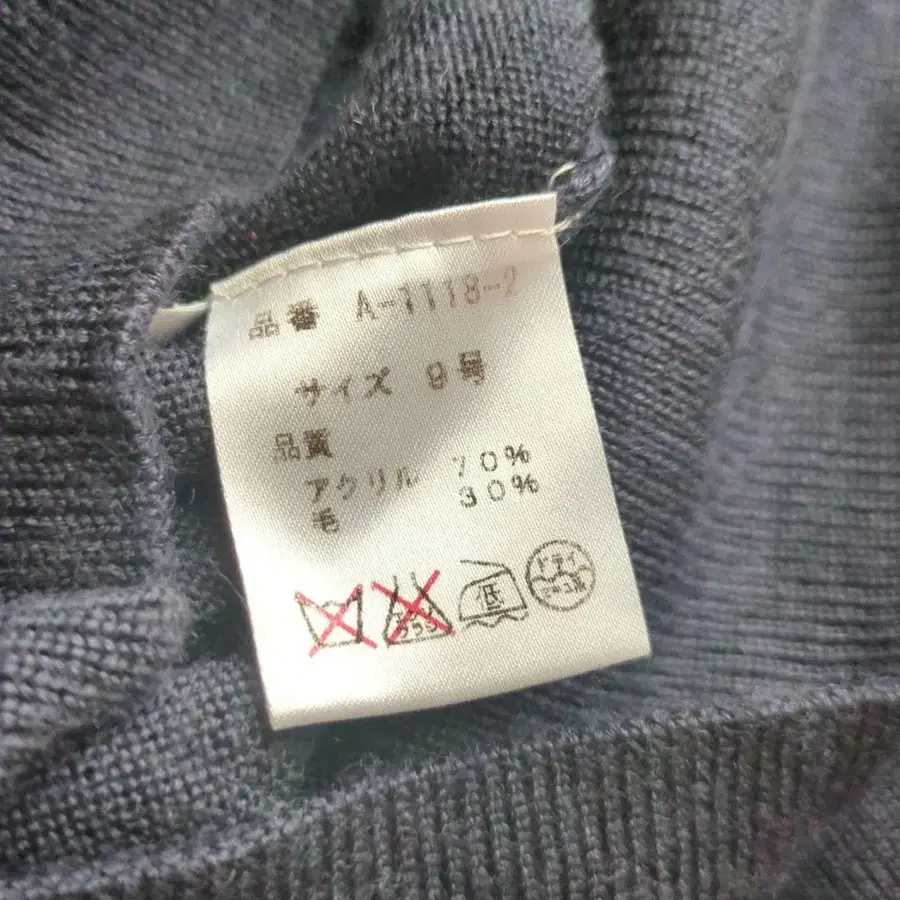 品番 A-1118-2
サイズ 9号
品質
アクリル 70%
毛 30%
低
ドライ